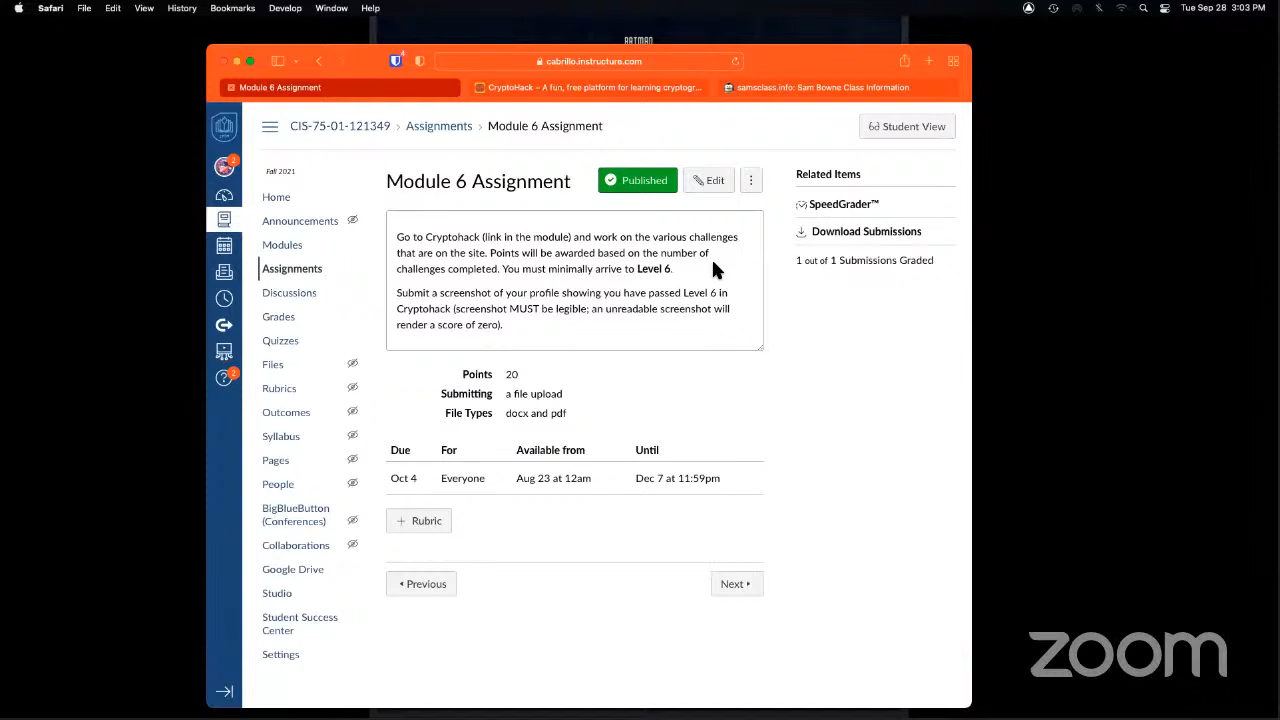 Safari File Edit View History Bookmarks Develop Window Help
Tue Sep 28 3:03 PM
BATMAN
4
cabrillo.instructure.com
Module 6 Assignment
CryptoHack – A fun, free platform for learning cryptogr...
samsclass.info: Sam Bowne Class Information
CIS-75-01-121349 › Assignments › Module 6 Assignment
Student View
2
2
Fall 2021
Home
Announcements
Modules
Assignments
Discussions
Grades
Quizzes
Files
Rubrics
Outcomes
Syllabus
Pages
People
BigBlueButton
(Conferences)
Collaborations
Google Drive
Studio
Student Success
Center
Settings
Module 6 Assignment
Published
Edit
Go to Cryptohack (link in the module) and work on the various challenges
that are on the site. Points will be awarded based on the number of
challenges completed. You must minimally arrive to Level 6.
Submit a screenshot of your profile showing you have passed Level 6 in
Cryptohack (screenshot MUST be legible; an unreadable screenshot will
render a score of zero).
Points 20
Submitting a file upload
File Types docx and pdf
Due For Available from Until
Oct 4 Everyone Aug 23 at 12am Dec 7 at 11:59pm
+ Rubric
Previous
Next
Related Items
SpeedGrader™
Download Submissions
1 out of 1 Submissions Graded
zoom